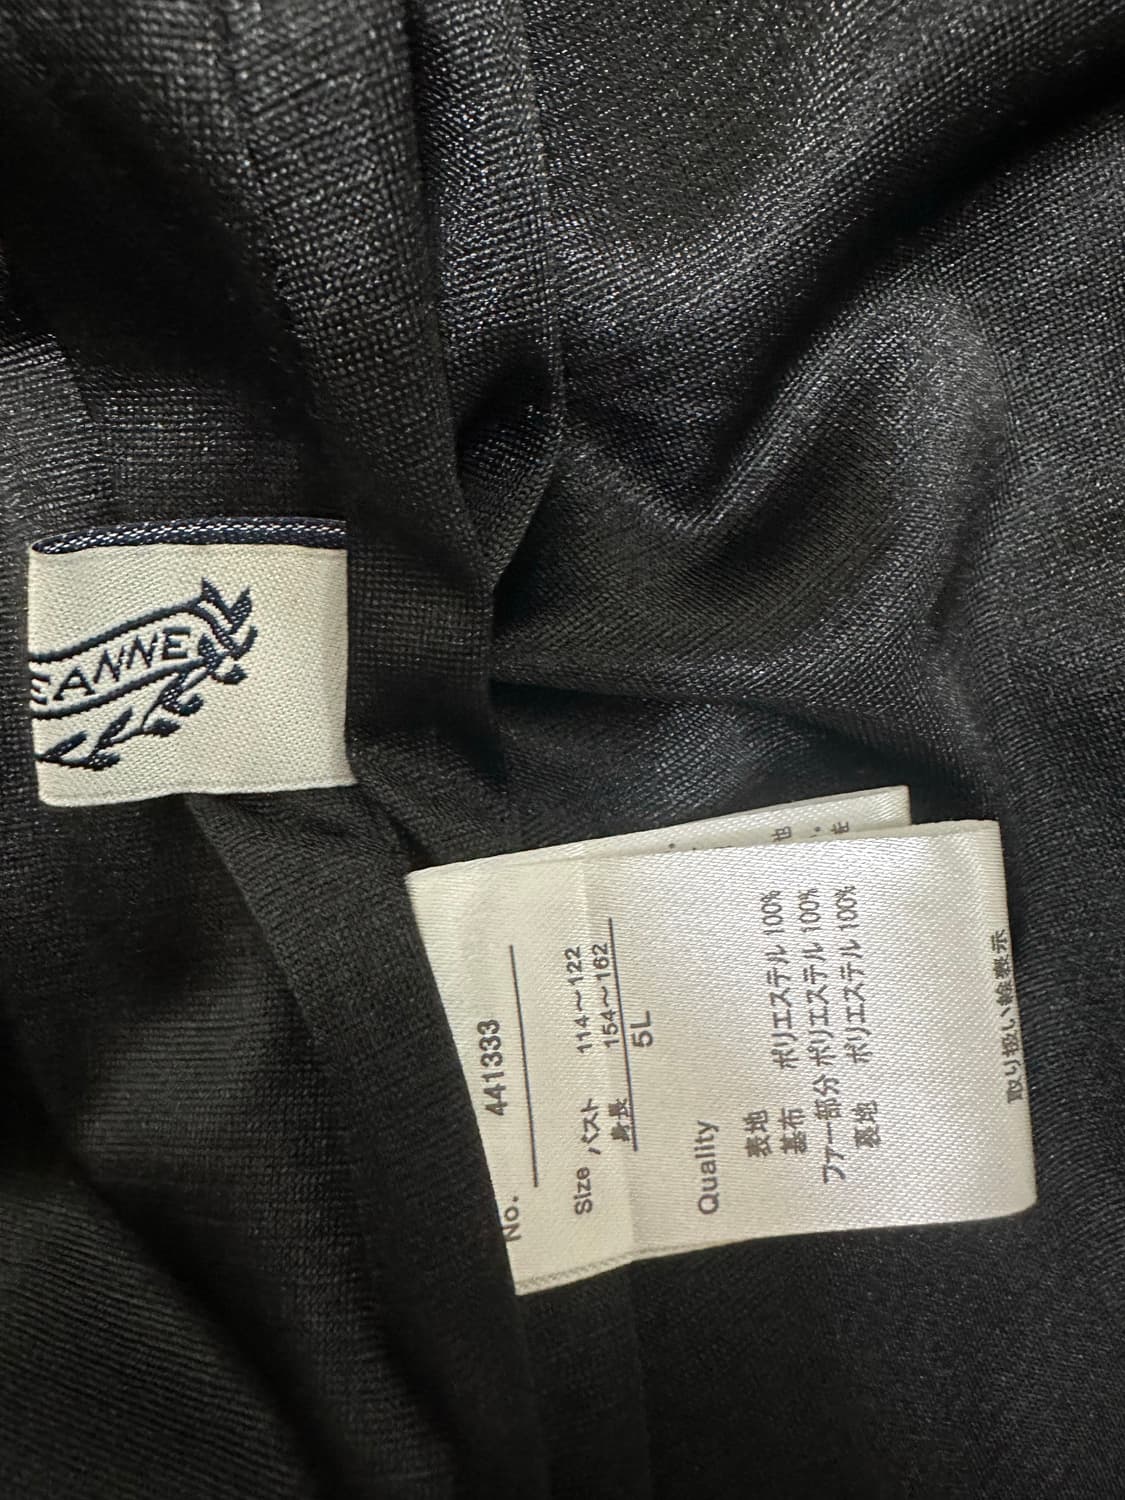 EANNE
No. 441333
Size バスト 114～122
身長 154～162
5L
Quality
表地 ポリエステル 100%
基布 ポリエステル 100%
ファー部分 ポリエステル 100%
裏地
取り扱い絵表示
地
を